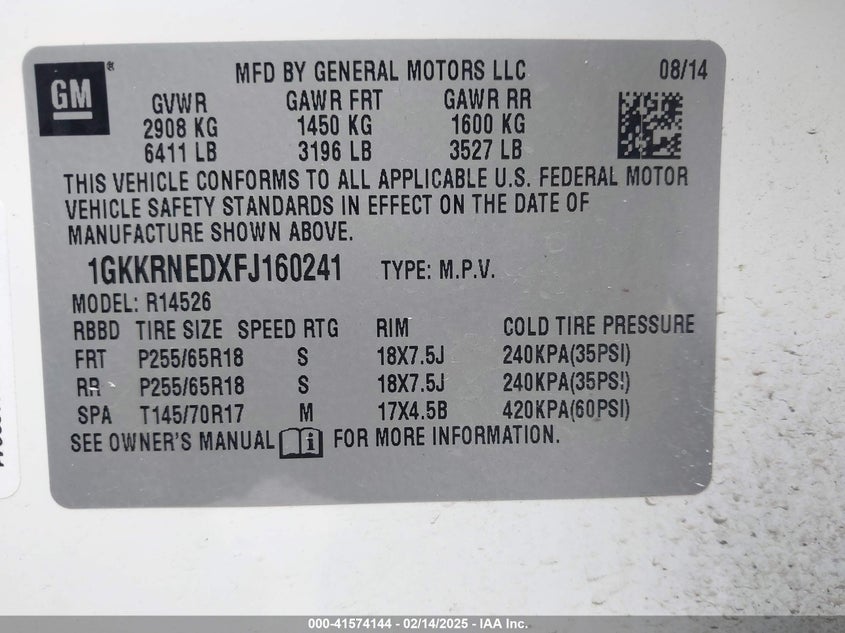 GM®
MFD BY GENERAL MOTORS LLC 08/14
GVWR GAWR FRT GAWR RR
2908 KG 1450 KG 1600 KG
6411 LB 3196 LB 3527 LB
THIS VEHICLE CONFORMS TO ALL APPLICABLE U.S. FEDERAL MOTOR
VEHICLE SAFETY STANDARDS IN EFFECT ON THE DATE OF
MANUFACTURE SHOWN ABOVE.
1GKKRNEDXFJ160241 TYPE: M.P.V.
MODEL: R14526
RBBD TIRE SIZE SPEED RTG RIM COLD TIRE PRESSURE
FRT P255/65R18 S 18X7.5J 240KPA(35PSI)
RR P255/65R18 S 18X7.5J 240KPA(35PSI)
SPA T145/70R17 M 17X4.5B 420KPA(60PSI)
SEE OWNER'S MANUAL i FOR MORE INFORMATION.
000-41574144 — 02/14/2025 — IAA Inc.